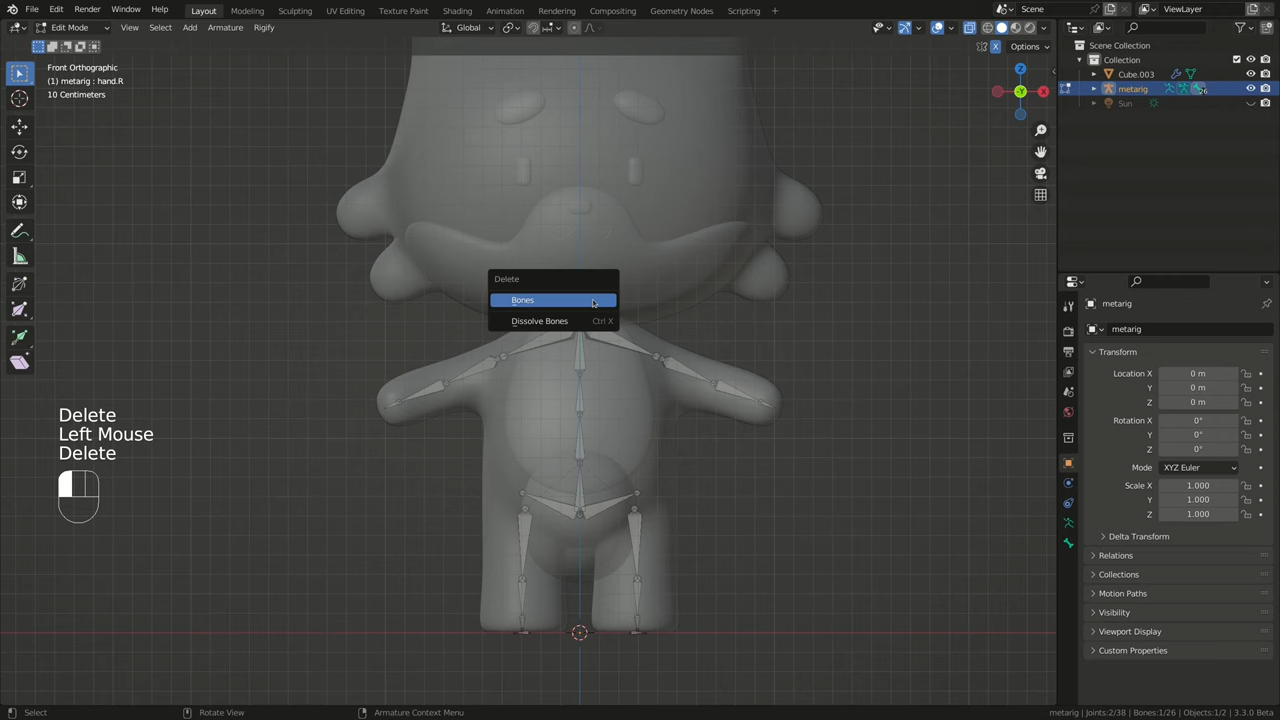 File Edit Render Window Help Layout Modeling Sculpting UV Editing Texture Paint Shading Animation Rendering Compositing Geometry Nodes Scripting + Scene ViewLayer
Edit Mode View Select Add Armature Rigify Global
X Options
Front Orthographic
(1) metarig : hand.R
10 Centimeters
Z
-Y
X
Scene Collection
Collection
Cube.003
metarig
26
Sun
Delete
Bones
Dissolve Bones Ctrl X
Delete
Left Mouse
Delete
metarig
metarig
Transform
Location X 0 m
Y 0 m
Z 0 m
Rotation X 0°
Y 0°
Z 0°
Mode XYZ Euler
Scale X 1.000
Y 1.000
Z 1.000
Delta Transform
Relations
Collections
Motion Paths
Visibility
Viewport Display
Custom Properties
Select Rotate View Armature Context Menu metarig | Joints:2/38 | Bones:1/26 | Objects:1/2 | 3.3.0 Beta